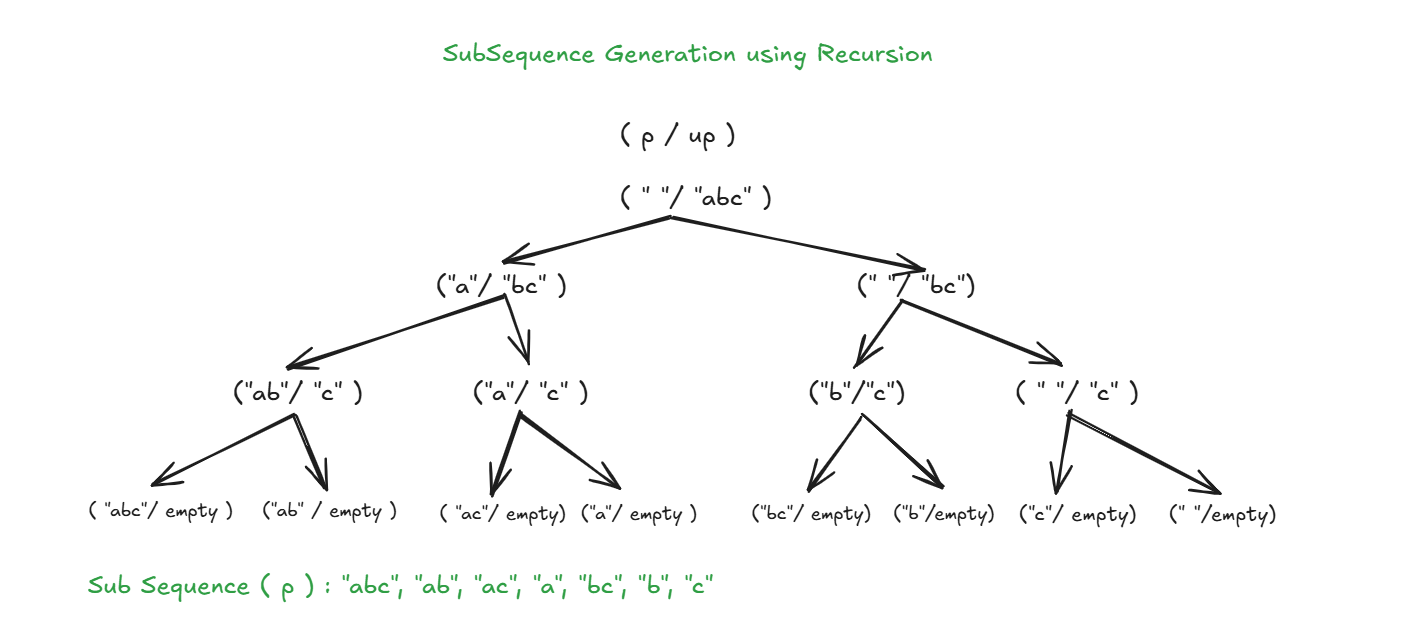 SubSequence Generation using Recursion
( p / up )
( " "/ "abc" )
("a"/ "bc" ) (" "/ "bc")
("ab"/ "c" ) ("a"/ "c" ) ("b"/"c") ( " "/ "c" )
( "abc"/ empty ) ("ab" / empty ) ( "ac"/ empty) ("a"/ empty ) ("bc"/ empty) ("b"/empty) ("c"/ empty) (" "/empty)
Sub Sequence ( p ) : "abc", "ab", "ac", "a", "bc", "b", "c"